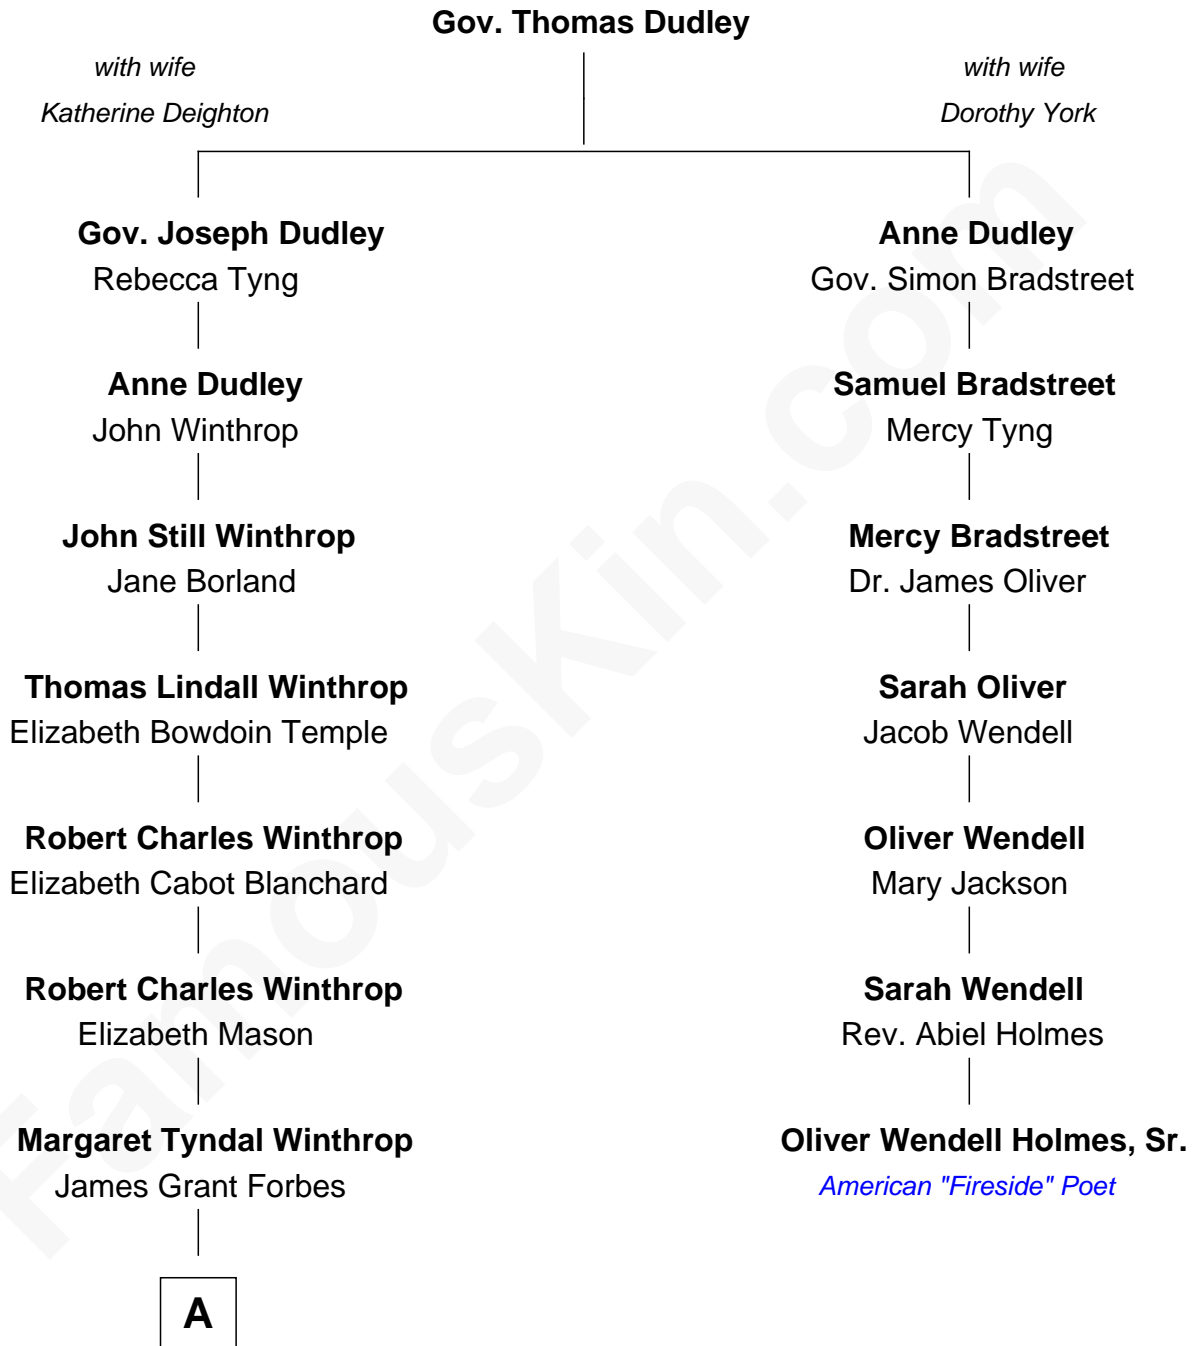 Gov. Thomas Dudley
with wife
Katherine Deighton
with wife
Dorothy York
Gov. Joseph Dudley
Rebecca Tyng
Anne Dudley
Gov. Simon Bradstreet
Anne Dudley
John Winthrop
Samuel Bradstreet
Mercy Tyng
John Still Winthrop
Jane Borland
Mercy Bradstreet
Dr. James Oliver
Thomas Lindall Winthrop
Elizabeth Bowdoin Temple
Sarah Oliver
Jacob Wendell
Robert Charles Winthrop
Elizabeth Cabot Blanchard
Oliver Wendell
Mary Jackson
Robert Charles Winthrop
Elizabeth Mason
Sarah Wendell
Rev. Abiel Holmes
Margaret Tyndal Winthrop
James Grant Forbes
Oliver Wendell Holmes, Sr.
American "Fireside" Poet
A
FamousKin.com